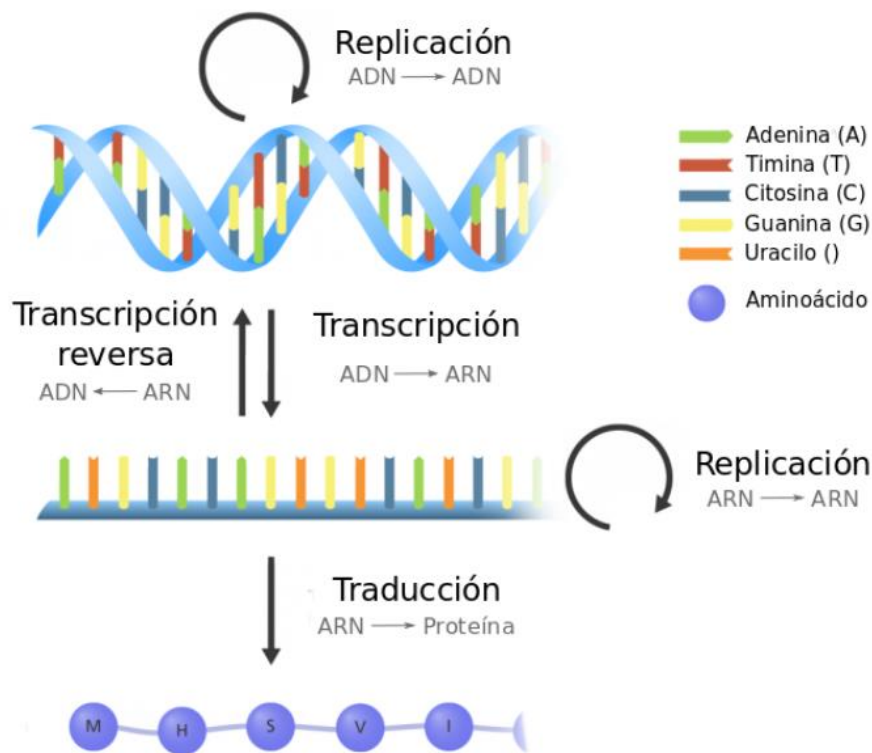 Replicación
ADN → ADN
Adenina (A)
Timina (T)
Citosina (C)
Guanina (G)
Uracilo ()
Aminoácido
Transcripción
reversa
ADN ← ARN
Transcripción
ADN → ARN
Replicación
ARN → ARN
Traducción
ARN → Proteína
M H S V I